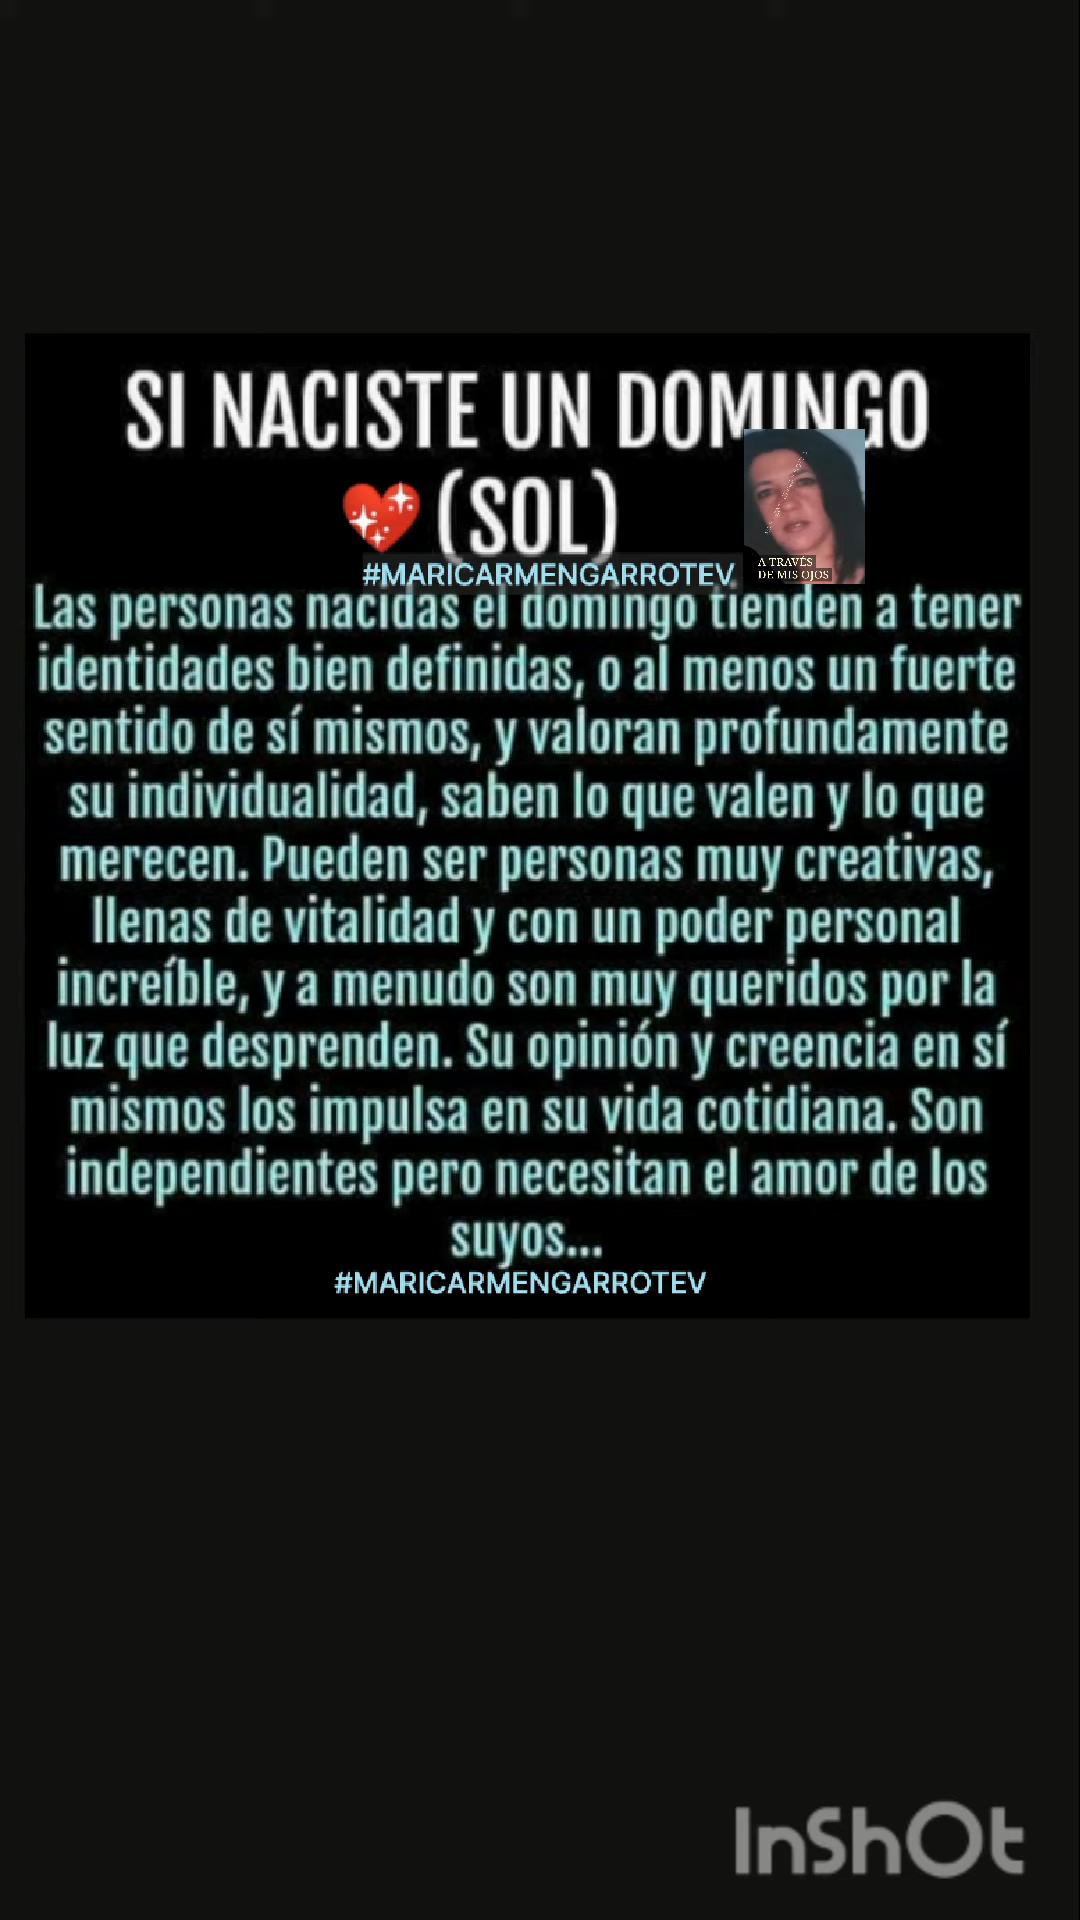 SI NACISTE UN DOMINGO
💖 (SOL)
A TRAVÉS
DE MIS OJOS
#MARICARMENGARROTEV
Las personas nacidas el domingo tienden a tener
identidades bien definidas, o al menos un fuerte
sentido de sí mismos, y valoran profundamente
su individualidad, saben lo que valen y lo que
merecen. Pueden ser personas muy creativas,
llenas de vitalidad y con un poder personal
increíble, y a menudo son muy queridos por la
luz que desprenden. Su opinión y creencia en sí
mismos los impulsa en su vida cotidiana. Son
independientes pero necesitan el amor de los
suyos...
#MARICARMENGARROTEV
InShOt